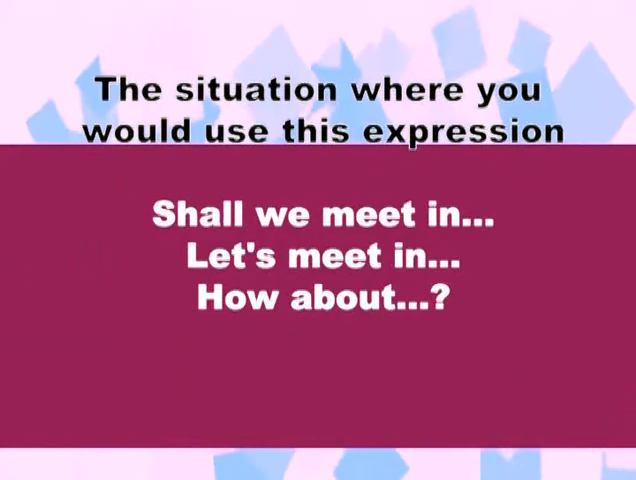 The situation where you
would use this expression
Shall we meet in...
Let's meet in...
How about...?